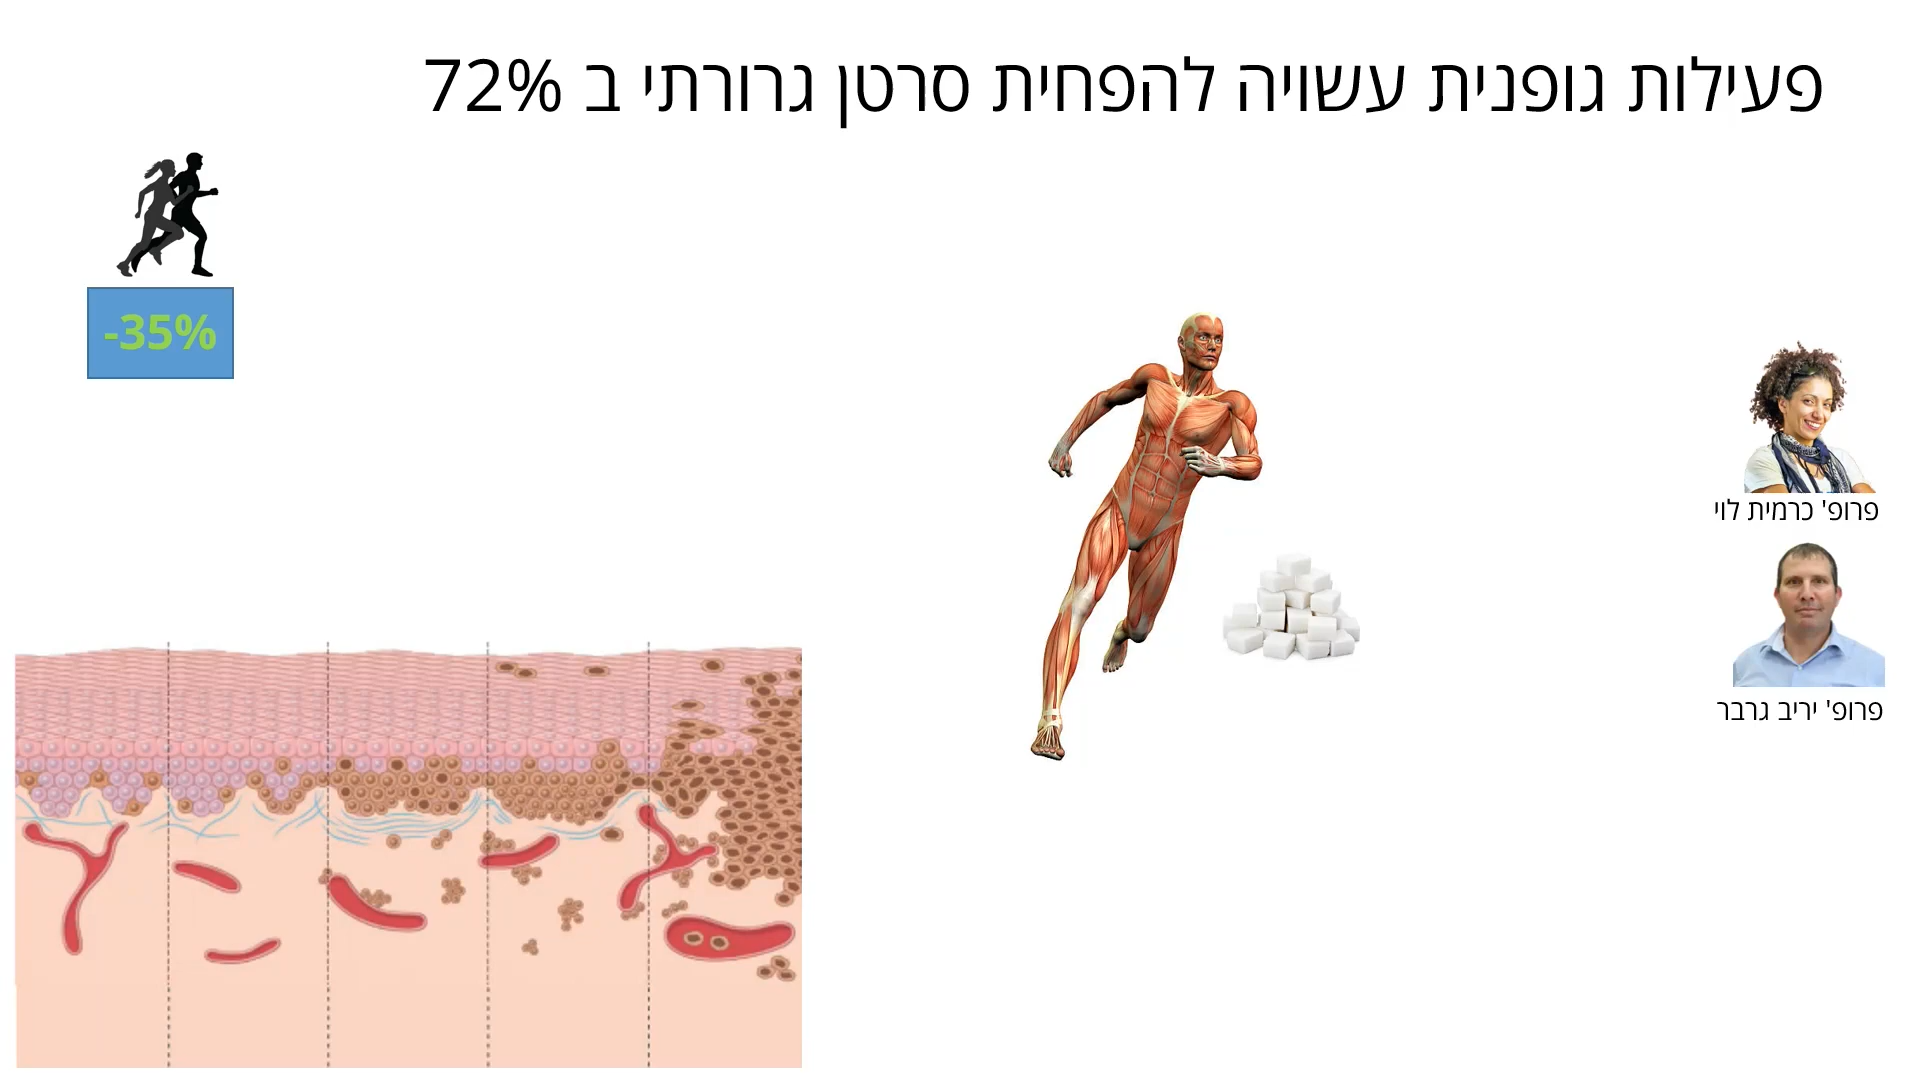 פעילות גופנית עשויה להפחית סרטן גרורתי ב 72%
-35%
פרופ' כרמית לוי
פרופ' יריב גרבר